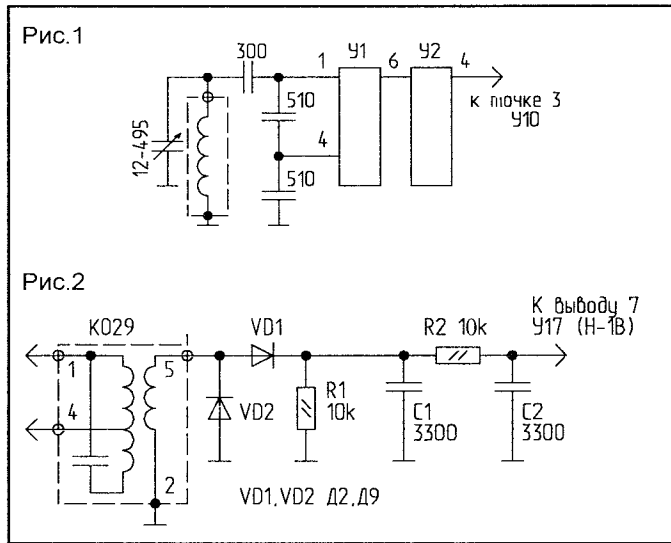 Рис.1
300
У1
У2
1
6
4
510
4
510
12-495
к точке 3
У10
Рис.2
К029
VD1
R2 10k
К выводу 7
У17 (Н-1В)
1
5
4
VD2
R1
10k
C1
3300
C2
3300
2
VD1,VD2 Д2,Д9